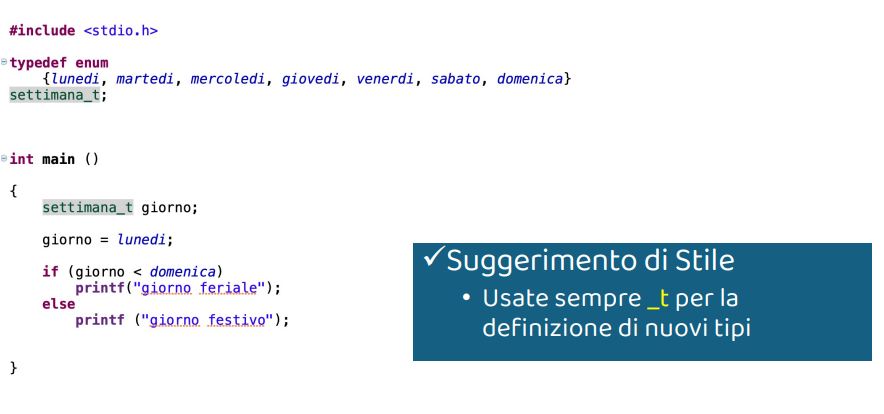 #include <stdio.h>
typedef enum
{lunedi, martedi, mercoledi, giovedi, venerdi, sabato, domenica}
settimana_t;
int main ()
{
settimana_t giorno;
giorno = lunedi;
if (giorno < domenica)
printf("giorno feriale");
else
printf ("giorno festivo");
}
✓Suggerimento di Stile
• Usate sempre _t per la
definizione di nuovi tipi